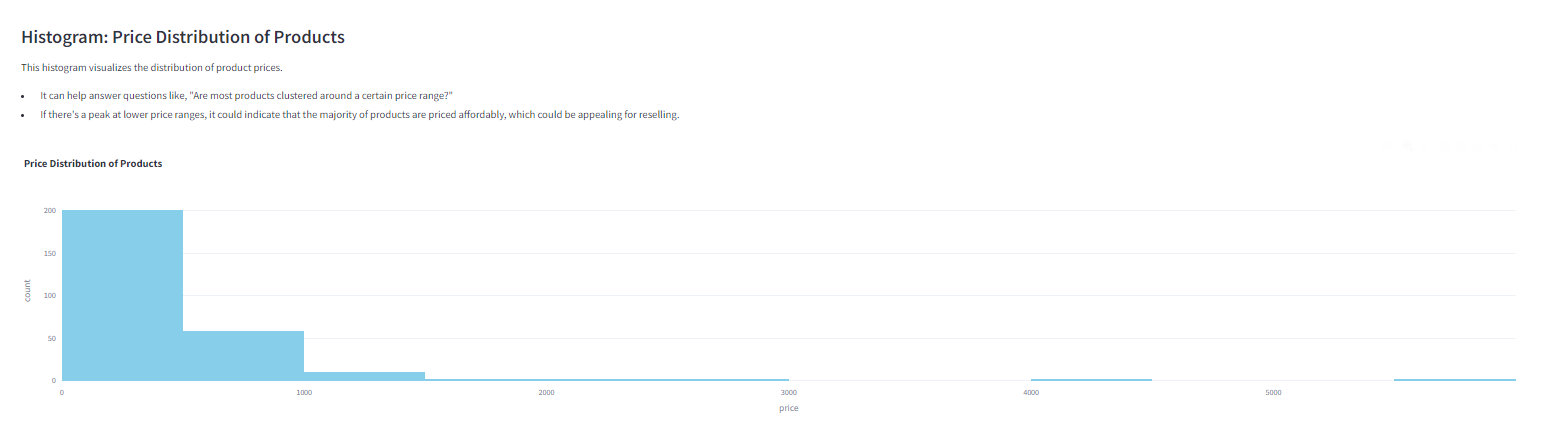 Histogram: Price Distribution of Products
This histogram visualizes the distribution of product prices.
• It can help answer questions like, "Are most products clustered around a certain price range?"
• If there's a peak at lower price ranges, it could indicate that the majority of products are priced affordably, which could be appealing for reselling.
Price Distribution of Products
200
150
100
50
0
count
0 1000 2000 3000 4000 5000
price